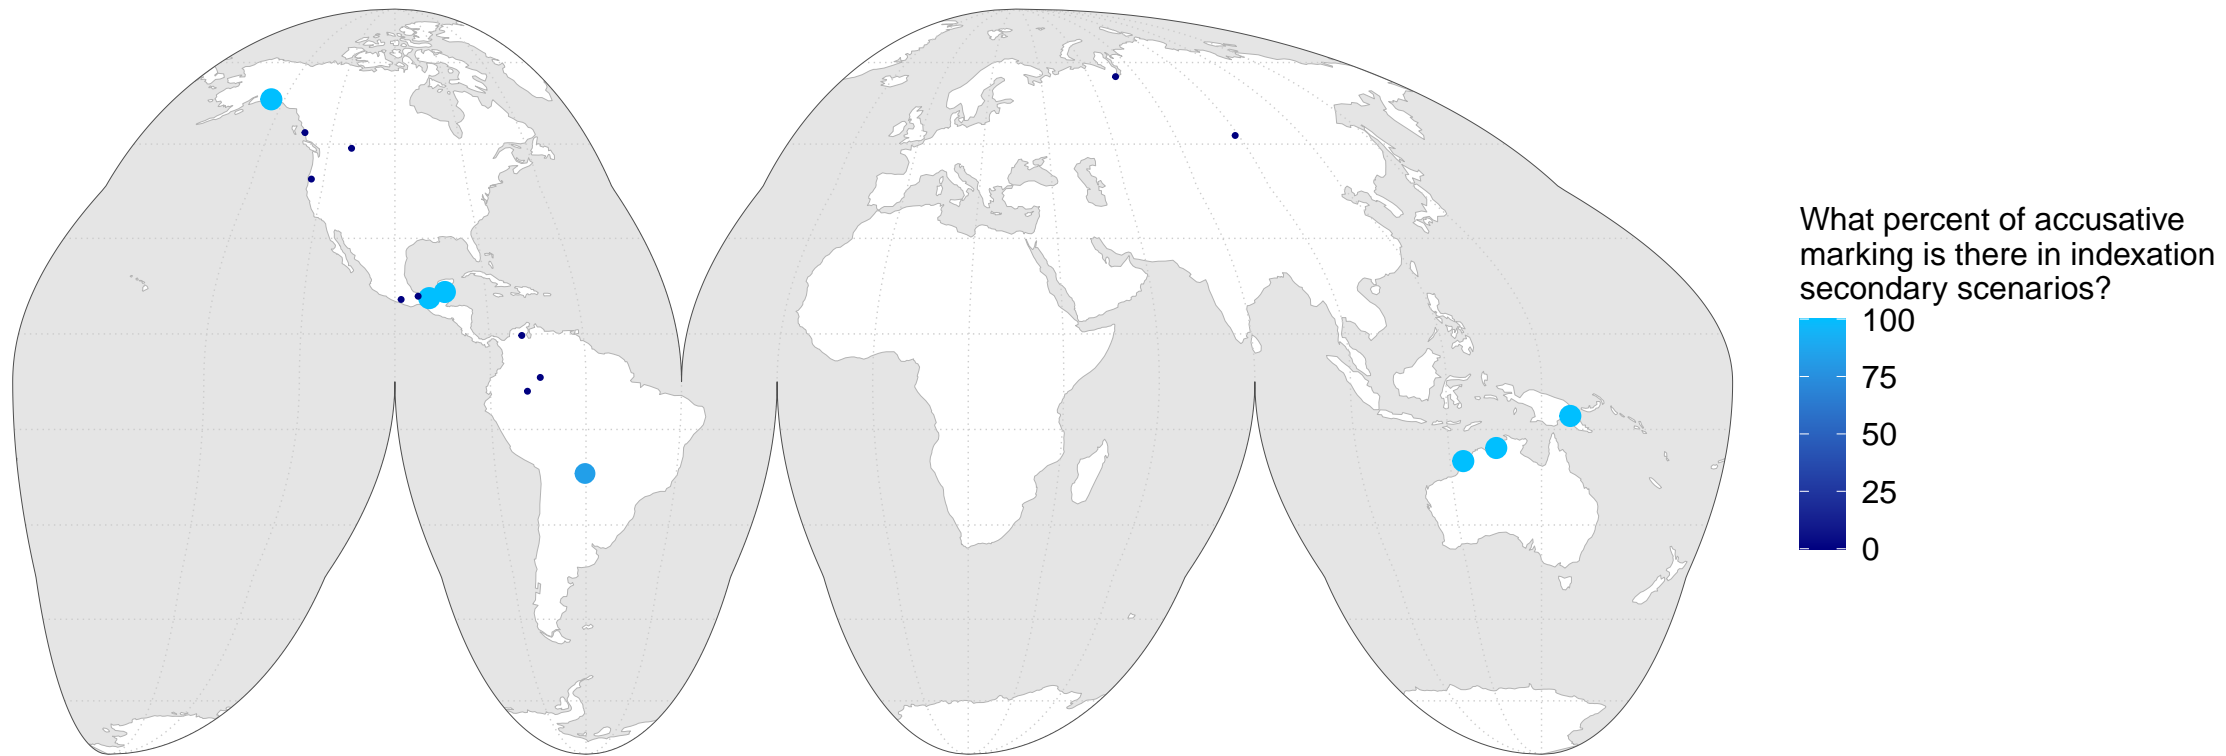 What percent of accusative
marking is there in indexation
secondary scenarios?
100
75
50
25
0